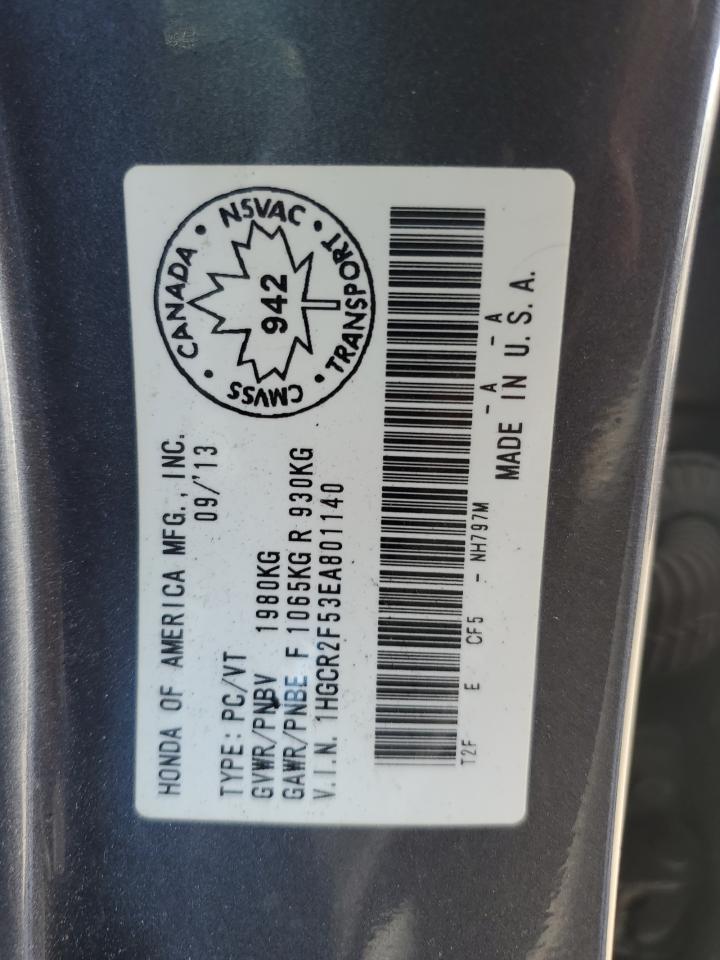 HONDA OF AMERICA MFG., INC.
09/'13
TYPE: PC/VT
GVWR/PNBV 1980KG
GAWR/PNBE F 1065KG R 930KG
V.I.N. 1HGCR2F53EA801140
CANADA • NSVAC • TRANSPORT • CMVSS •
942
T2F E CF5 - NH797M - A - A
MADE IN U.S.A.